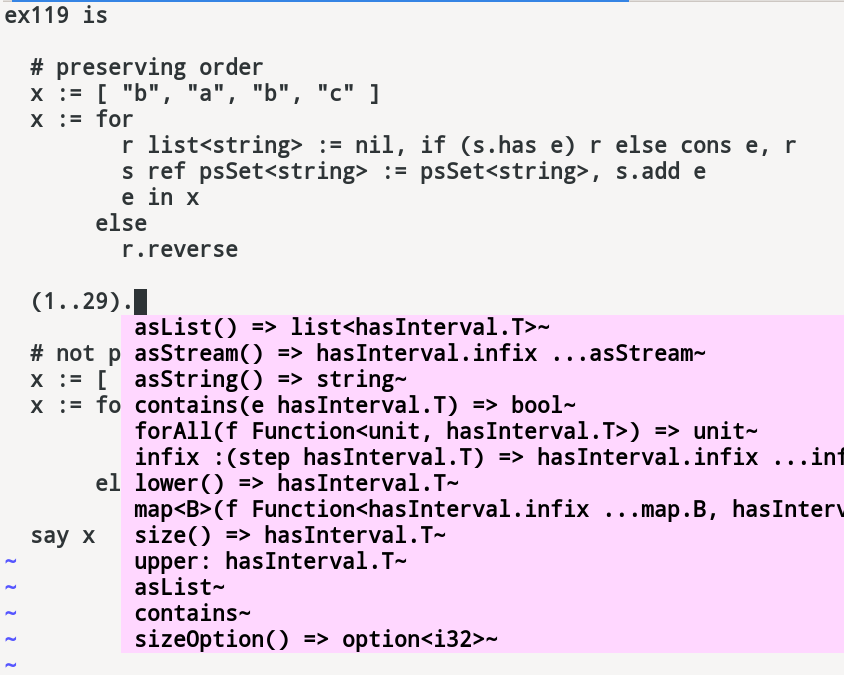 ex119 is
# preserving order
x := [ "b", "a", "b", "c" ]
x := for
r list<string> := nil, if (s.has e) r else cons e, r
s ref psSet<string> := psSet<string>, s.add e
e in x
else
r.reverse
(1..29).
asList() => list<hasInterval.T>~
# not p asStream() => hasInterval.infix ...asStream~
x := [ asString() => string~
x := fo contains(e hasInterval.T) => bool~
forAll(f Function<unit, hasInterval.T>) => unit~
infix :(step hasInterval.T) => hasInterval.infix ...inf
el lower() => hasInterval.T~
map<B>(f Function<hasInterval.infix ...map.B, hasInterv
say x size() => hasInterval.T~
~ upper: hasInterval.T~
~ asList~
~ contains~
~ sizeOption() => option<i32>~
~